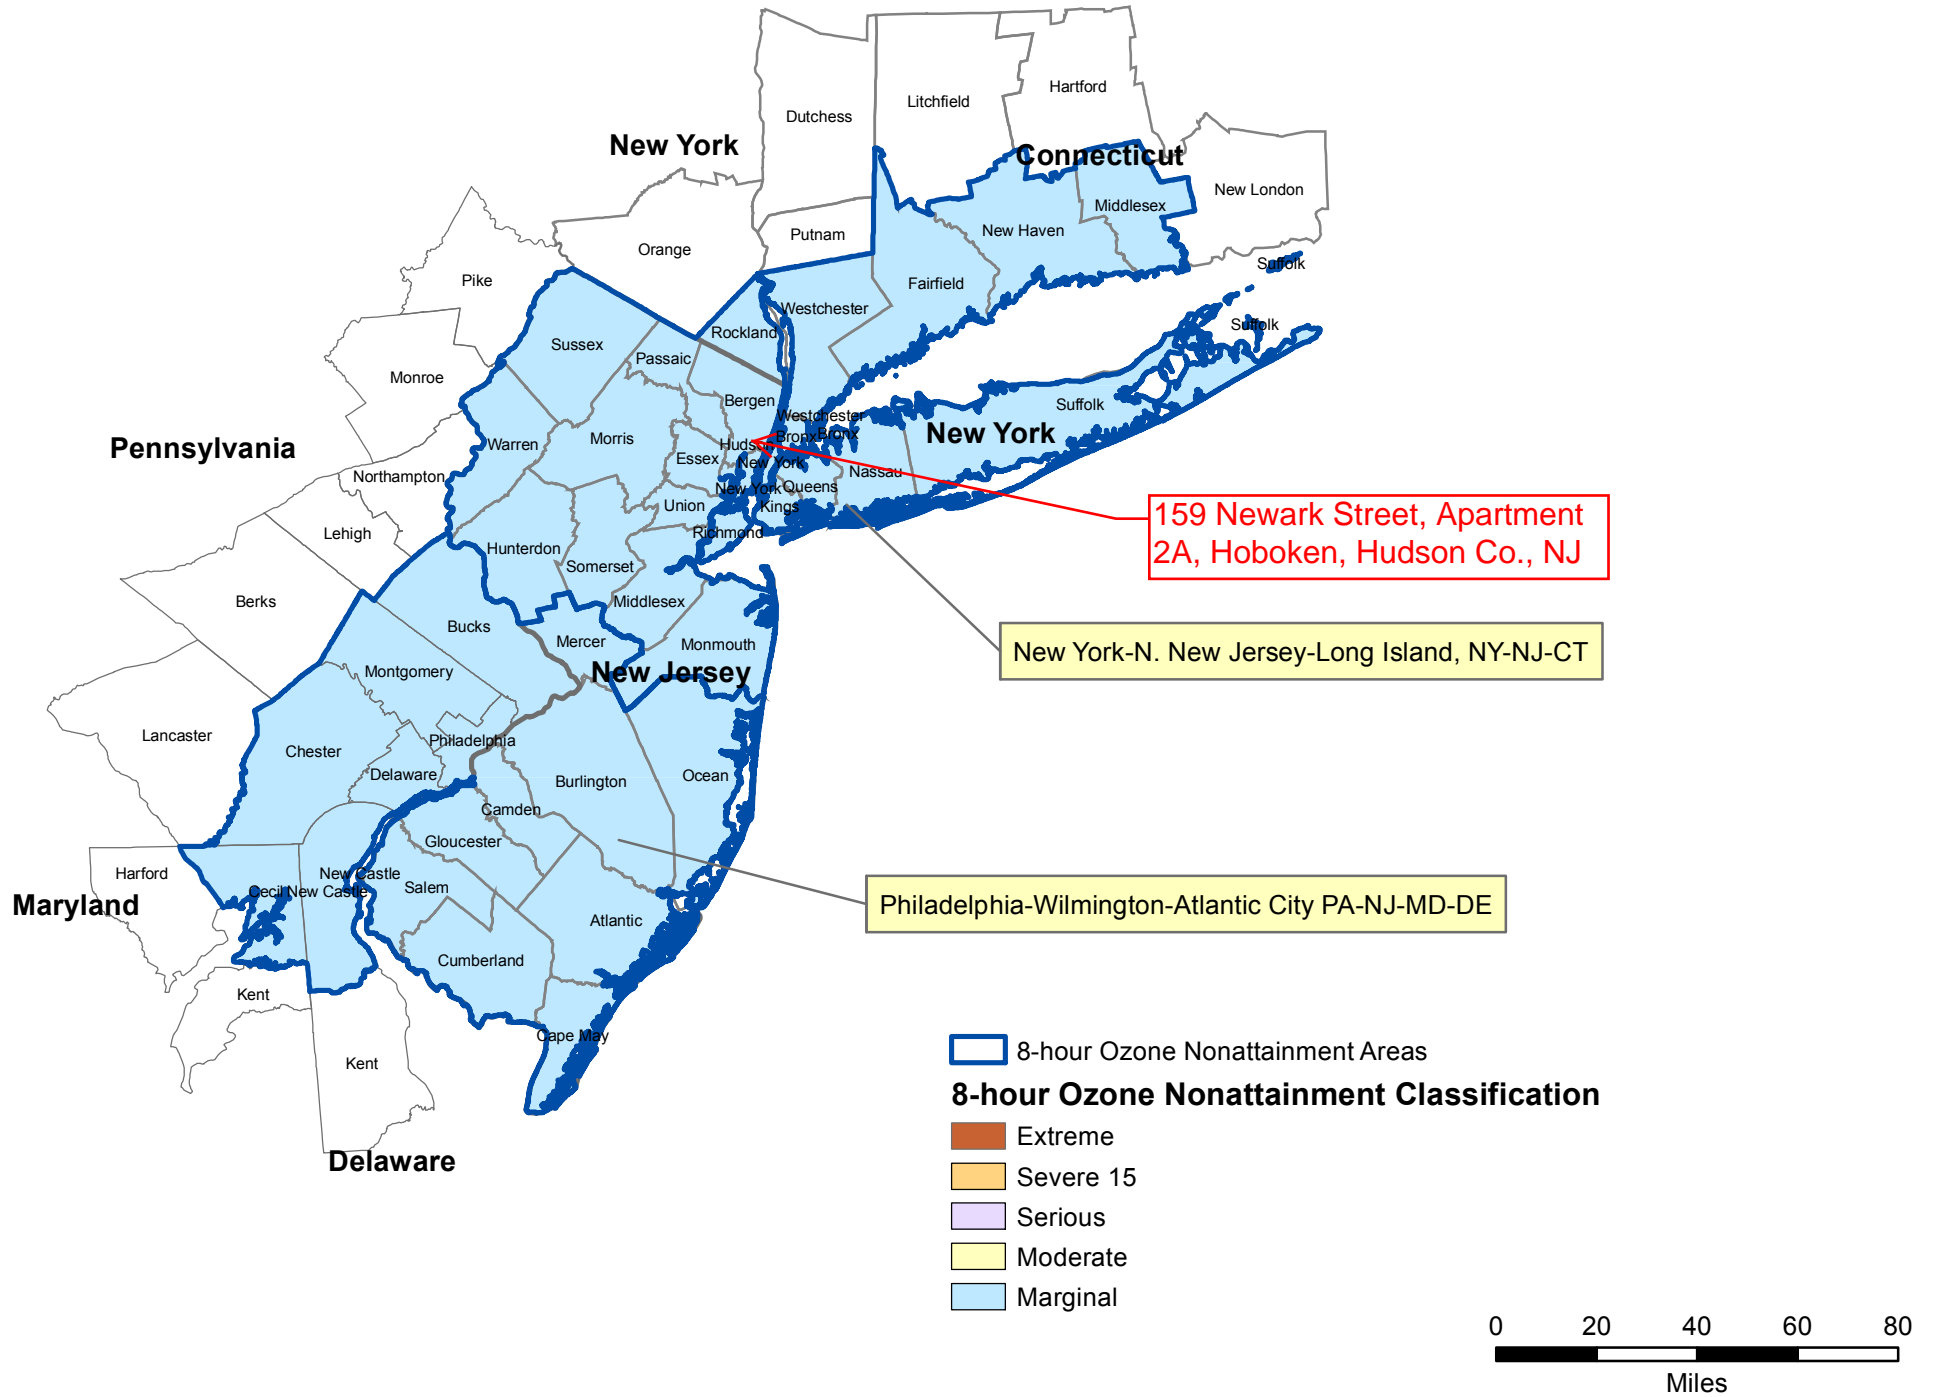 Hartford
Litchfield
Dutchess
New York
Connecticut
New London
Middlesex
New Haven
Putnam
Orange
Suffolk
Pike
Fairfield
Westchester
Suffolk
Rockland
Sussex
Passaic
Monroe
Bergen
Suffolk
Westchester
New York
Bronx
Bronx
Morris
Warren
Hudson
Pennsylvania
Essex
New York
Nassau
Northampton
New York
Queens
Union
Kings
159 Newark Street, Apartment
2A, Hoboken, Hudson Co., NJ
Richmond
Lehigh
Hunterdon
Somerset
Berks
Middlesex
Bucks
Mercer
Monmouth
New York-N. New Jersey-Long Island, NY-NJ-CT
Montgomery
New Jersey
Lancaster
Philadelphia
Chester
Delaware
Burlington
Ocean
Camden
Gloucester
Harford
New Castle
Salem
Cecil
New Castle
Maryland
Philadelphia-Wilmington-Atlantic City PA-NJ-MD-DE
Atlantic
Cumberland
Kent
Cape May
Kent
Delaware
8-hour Ozone Nonattainment Areas
8-hour Ozone Nonattainment Classification
Extreme
Severe 15
Serious
Moderate
Marginal
0 20 40 60 80
Miles